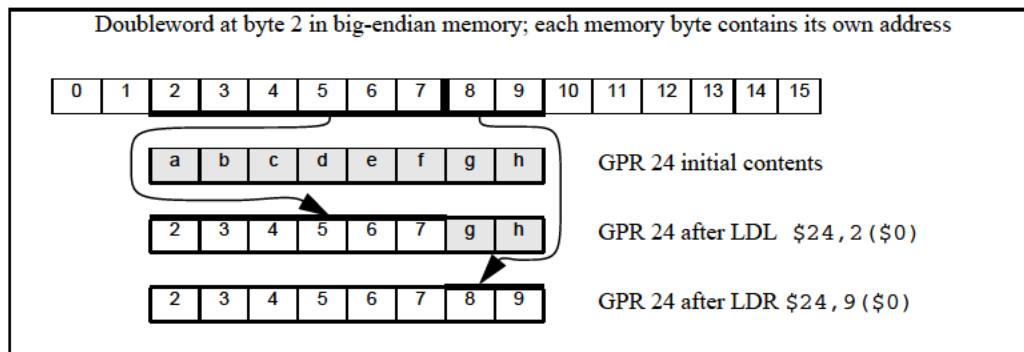 Doubleword at byte 2 in big-endian memory; each memory byte contains its own address
0 1 2 3 4 5 6 7 8 9 10 11 12 13 14 15
a b c d e f g h GPR 24 initial contents
2 3 4 5 6 7 g h GPR 24 after LDL $24,2($0)
2 3 4 5 6 7 8 9 GPR 24 after LDR $24,9($0)